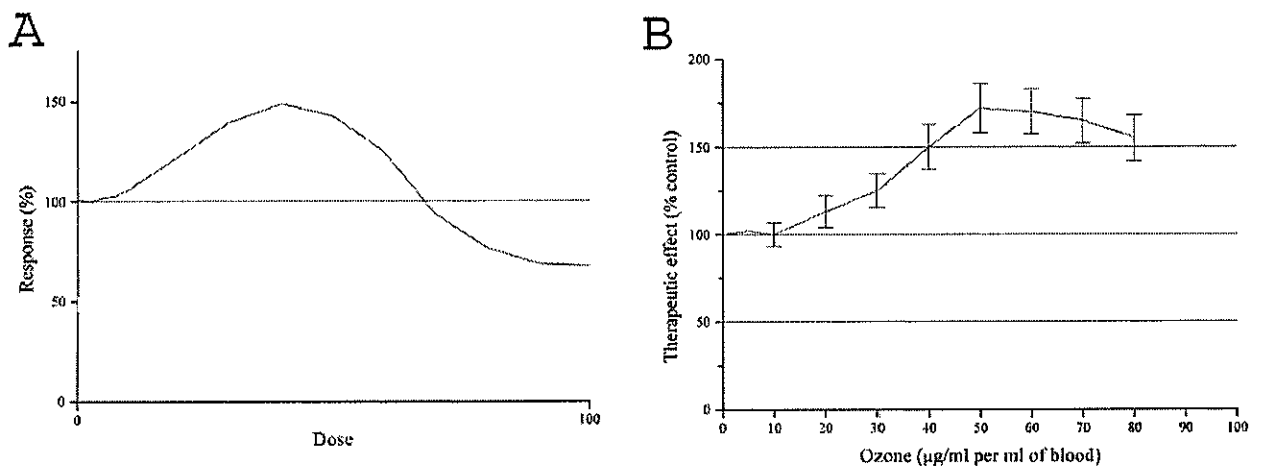 A
Response (%)
150
100
50
0
0
100
Dose
B
Therapeutic effect (% control)
200
150
100
50
0
0 10 20 30 40 50 60 70 80 90 100
Ozone (µg/ml per ml of blood)